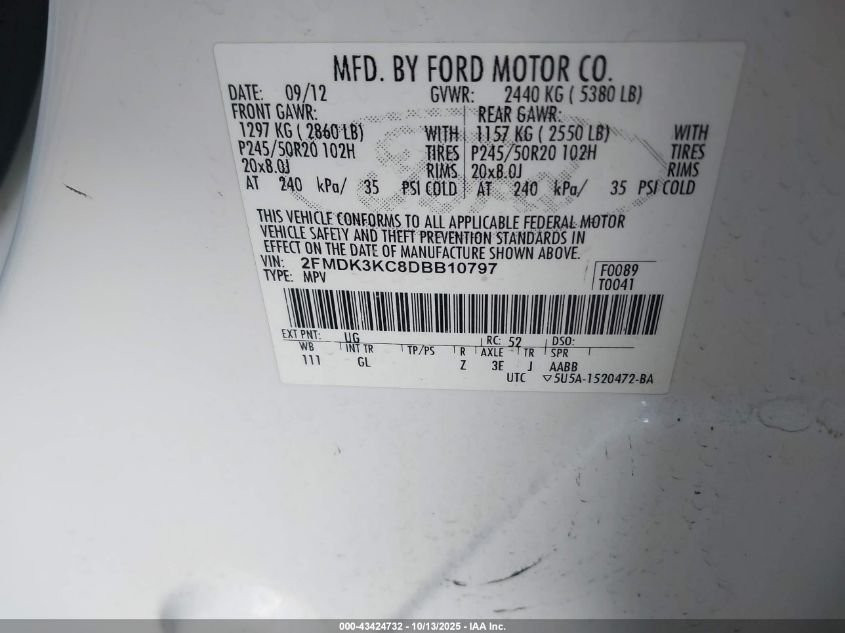 MFD. BY FORD MOTOR CO.
DATE: 09/12 GVWR: 2440 KG ( 5380 LB)
FRONT GAWR: REAR GAWR:
1297 KG ( 2860 LB) WITH 1157 KG ( 2550 LB) WITH
P245/50R20 102H TIRES P245/50R20 102H TIRES
20x8.0J RIMS 20x8.0J RIMS
AT 240 kPa/ 35 PSI COLD AT 240 kPa/ 35 PSI COLD
THIS VEHICLE CONFORMS TO ALL APPLICABLE FEDERAL MOTOR
VEHICLE SAFETY AND THEFT PREVENTION STANDARDS IN
EFFECT ON THE DATE OF MANUFACTURE SHOWN ABOVE.
VIN: 2FMDK3KC8DBB10797 F0089
TYPE: MPV T0041
EXT PNT: UG RC: 52 DSO:
WB INT TR TP/PS R AXLE TR SPR
111 GL Z 3E J AABB
UTC ▽5U5A-1520472-BA
000-43424732 - 10/13/2025 - IAA Inc.